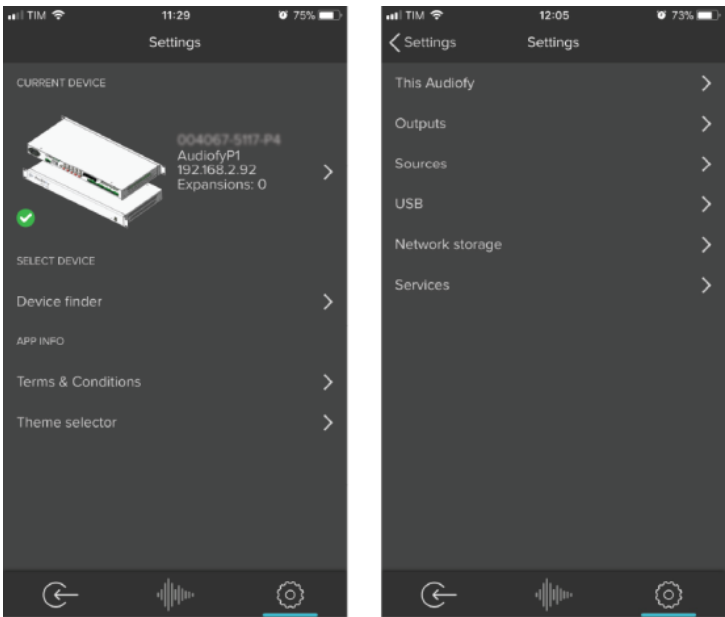 TIM 11:29 75%
Settings
CURRENT DEVICE
AudiofyP1
192.168.2.92
Expansions: 0
SELECT DEVICE
Device finder
APP INFO
Terms & Conditions
Theme selector
TIM 12:05 73%
Settings Settings
This Audiofy
Outputs
Sources
USB
Network storage
Services